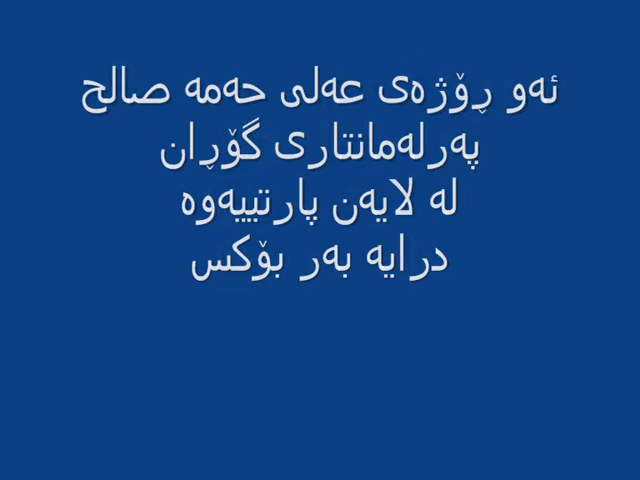 ئەو ڕۆژەی عەلی حەمە صالح
پەرلەمانتاری گۆڕان
لە لایەن پارتییەوە
درایە بەر بۆکس